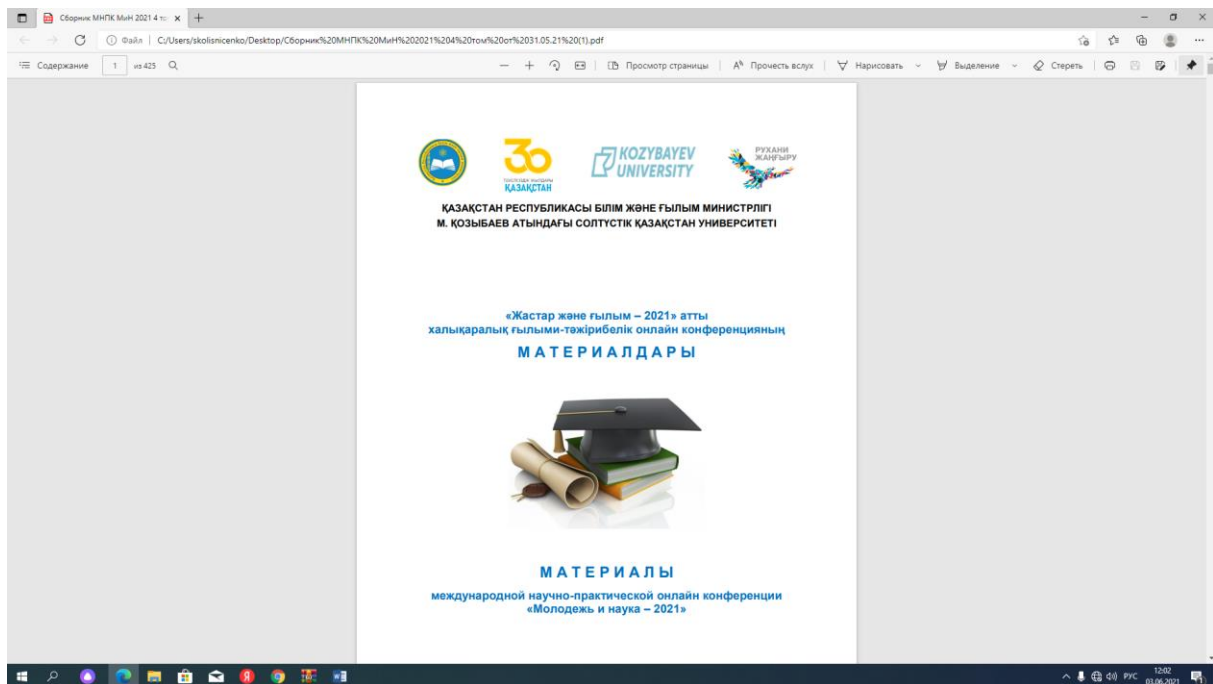 Сборник МНПК МиН 2021 4 то
Файл | C:/Users/skolisnicenko/Desktop/Сборник%20МНПК%20МиН%202021%204%20том%20от%2031.05.21%20(1).pdf
Содержание 1 из 425 Просмотр страницы Прочесть вслух Нарисовать Выделение Стереть
30
ҚАЗАҚСТАН
KOZYBAYEV
UNIVERSITY
РУХАНИ
ЖАҢҒЫРУ
ҚАЗАҚСТАН РЕСПУБЛИКАСЫ БІЛІМ ЖӘНЕ ҒЫЛЫМ МИНИСТРЛІГІ
М. ҚОЗЫБАЕВ АТЫНДАҒЫ СОЛТҮСТІК ҚАЗАҚСТАН УНИВЕРСИТЕТІ
«Жастар және ғылым – 2021» атты
халықаралық ғылыми-тәжірибелік онлайн конференцияның
МАТЕРИАЛДАРЫ
МАТЕРИАЛЫ
международной научно-практической онлайн конференции
«Молодежь и наука – 2021»
РУС 12:02
03.06.2021